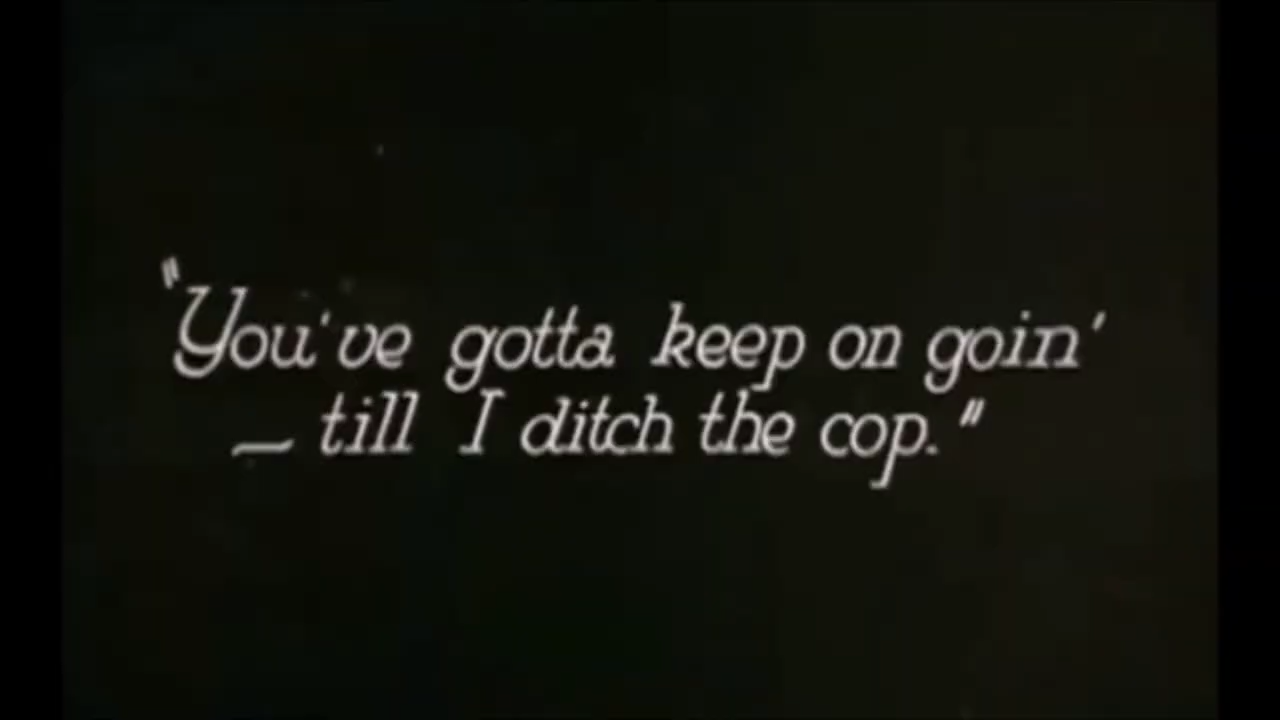 "You've gotta keep on goin'
— till I ditch the cop."